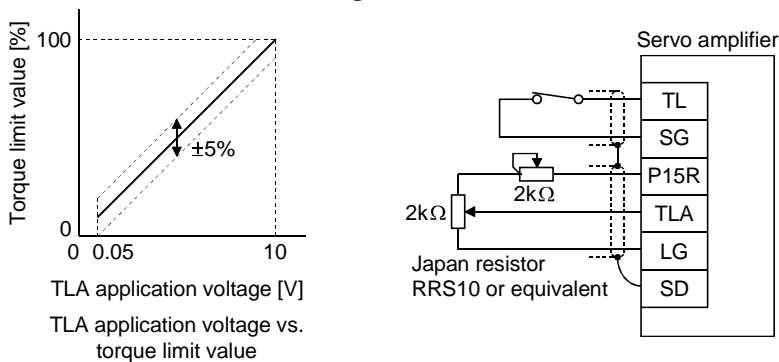 Torque limit value [%]
100
±5%
0
0 0.05 10
TLA application voltage [V]
TLA application voltage vs.
torque limit value
Servo amplifier
TL
SG
P15R
2kΩ
2kΩ
TLA
LG
Japan resistor
RRS10 or equivalent
SD